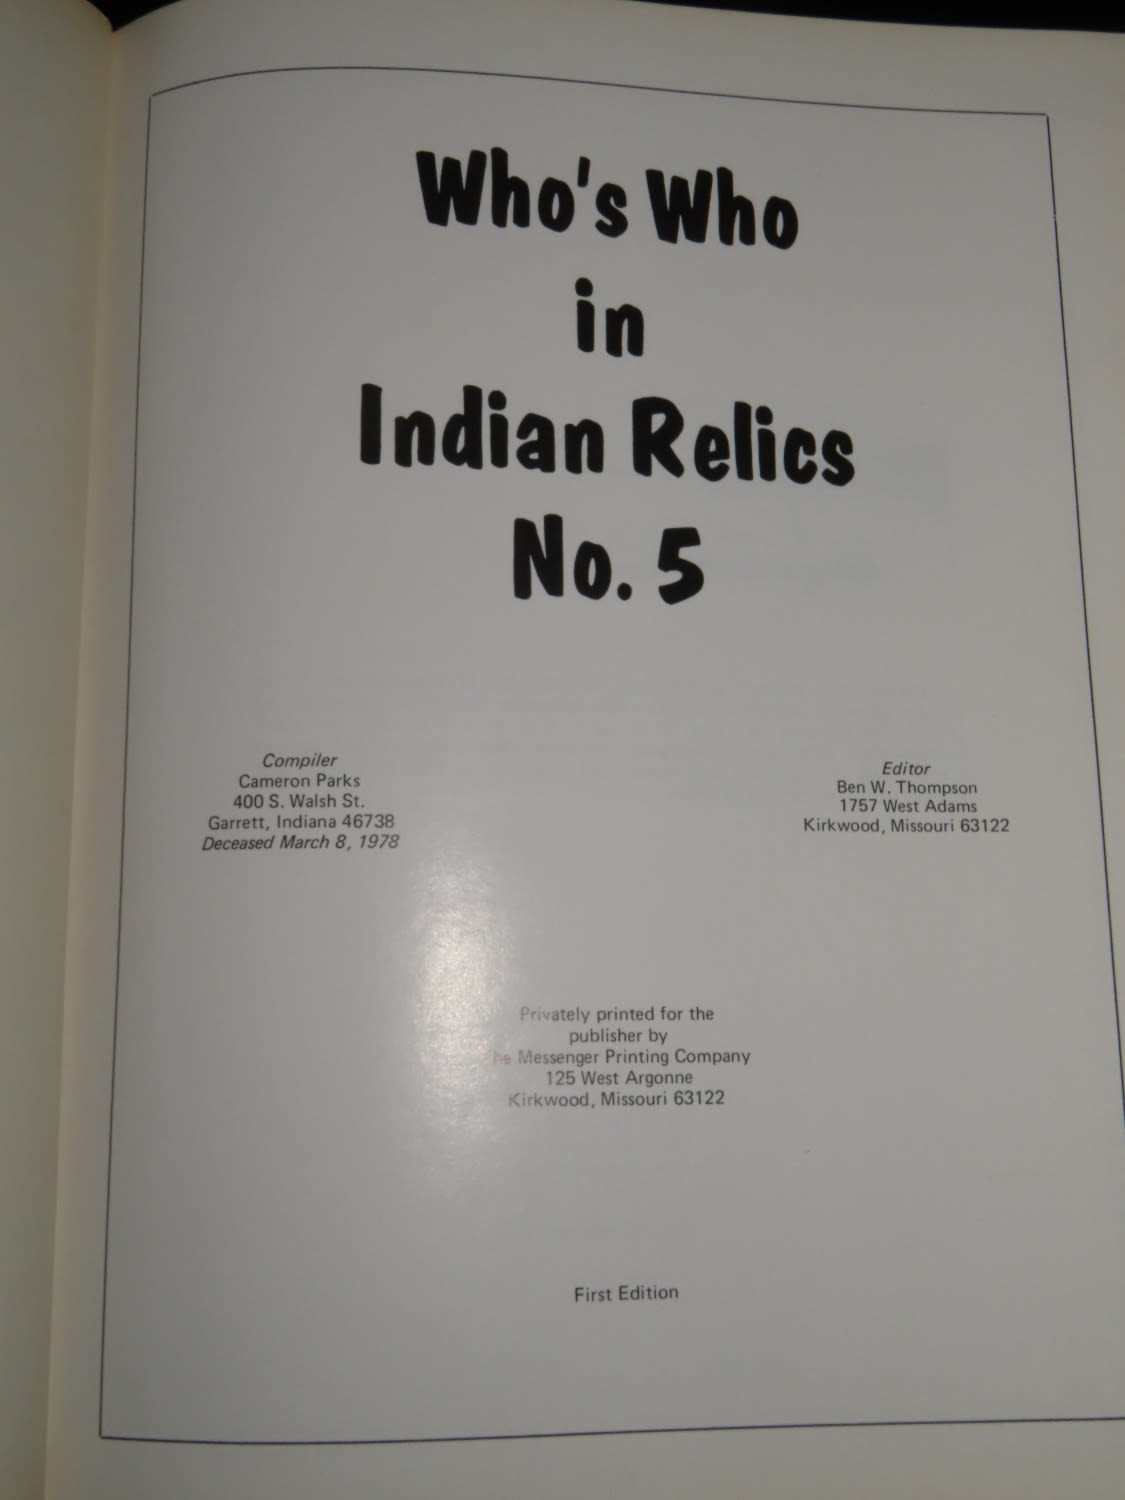 Who's Who
in
Indian Relics
No. 5
Compiler
Cameron Parks
400 S. Walsh St.
Garrett, Indiana 46738
Deceased March 8, 1978
Editor
Ben W. Thompson
1757 West Adams
Kirkwood, Missouri 63122
Privately printed for the
publisher by
The Messenger Printing Company
125 West Argonne
Kirkwood, Missouri 63122
First Edition